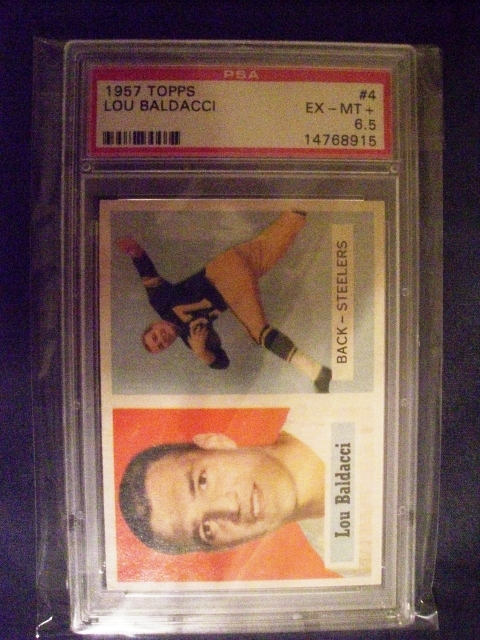 PSA
1957 TOPPS #4
LOU BALDACCI EX - MT +
6.5
14768915
BACK - STEELERS
Lou Baldacci